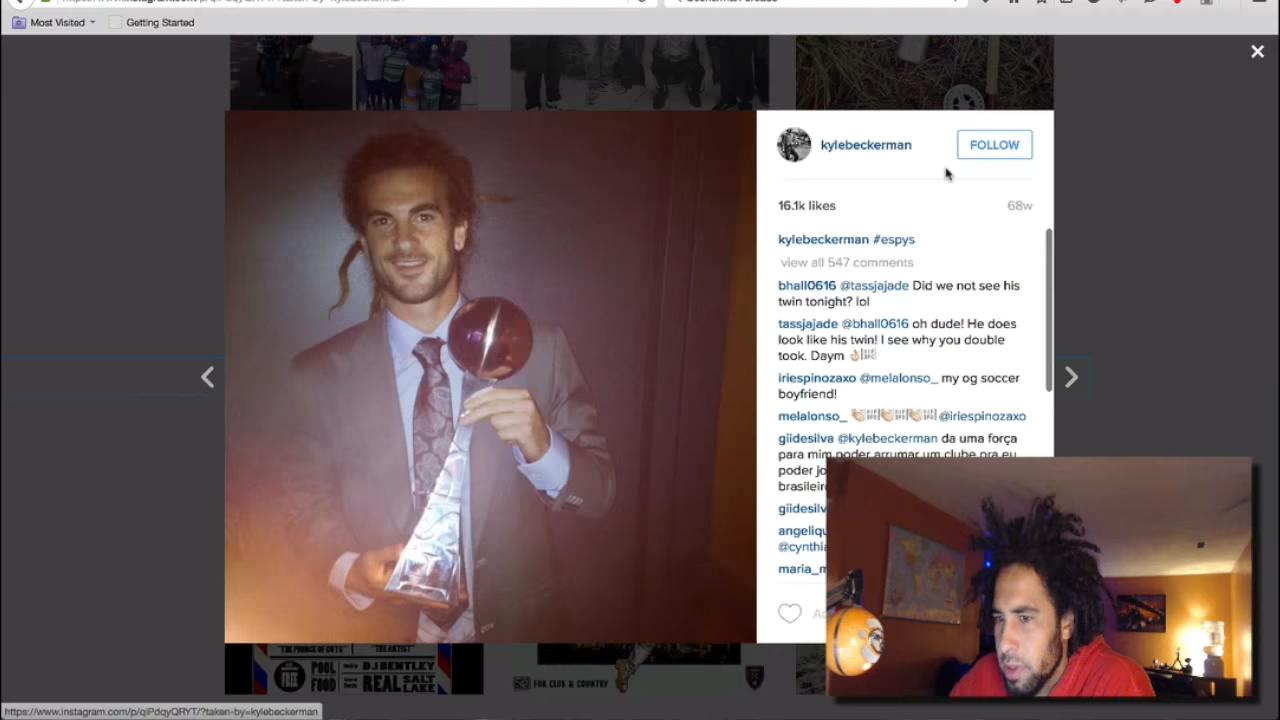 Most Visited
Getting Started
kylebeckerman
FOLLOW
16.1k likes
68w
kylebeckerman #espys
view all 547 comments
bhall0616 @tassjajade Did we not see his
twin tonight? lol
tassjajade @bhall0616 oh dude! He does
look like his twin! I see why you double
took. Daym
iriespinozaxo @melalonso_ my og soccer
boyfriend!
melalonso_ @iriespinozaxo
giidesilva @kylebeckerman da uma força
para mim poder arrumar um clube pra eu
poder jo
brasileir
giidesilva
angeliqu
@cynthia
maria_m
"THE PRINCE OF CUTS" "THE ARTIST"
FREE POOL FOOD DJ BENTLEY REAL SALT LAKE
FOR CLUB & COUNTRY
https://www.instagram.com/p/qiPdqyQRYT/?taken-by=kylebeckerman